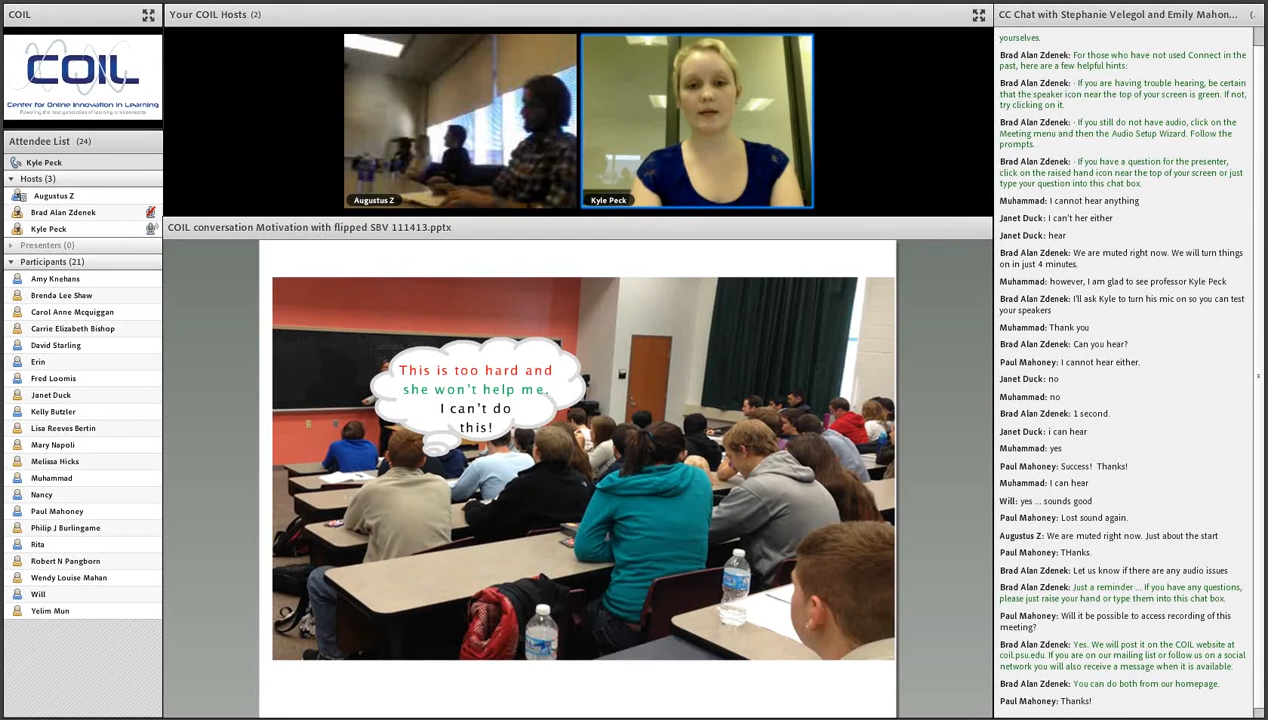 COIL
COIL
Center for Online Innovation in Learning
Powering the next generation of learning environments
Attendee List (24)
Kyle Peck
Hosts (3)
Augustus Z
Brad Alan Zdenek
Kyle Peck
Presenters (0)
Participants (21)
Amy Knehans
Brenda Lee Shaw
Carol Anne Mcquiggan
Carrie Elizabeth Bishop
David Starling
Erin
Fred Loomis
Janet Duck
Kelly Butzler
Lisa Reeves Bertin
Mary Napoli
Melissa Hicks
Muhammad
Nancy
Paul Mahoney
Philip J Burlingame
Rita
Robert N Pangborn
Wendy Louise Mahan
Will
Yelim Mun
Your COIL Hosts (2)
Augustus Z
Kyle Peck
COIL conversation Motivation with flipped SBV 111413.pptx
This is too hard and
she won't help me.
I can't do
this!
CC Chat with Stephanie Velegol and Emily Mahon...
yourselves.
Brad Alan Zdenek: For those who have not used Connect in the
past, here are a few helpful hints:
Brad Alan Zdenek: · If you are having trouble hearing, be certain
that the speaker icon near the top of your screen is green. If not,
try clicking on it.
Brad Alan Zdenek: · If you still do not have audio, click on the
Meeting menu and then the Audio Setup Wizard. Follow the
prompts.
Brad Alan Zdenek: · If you have a question for the presenter,
click on the raised hand icon near the top of your screen or just
type your question into this chat box.
Muhammad: I cannot hear anything
Janet Duck: I can't her either
Janet Duck: hear
Brad Alan Zdenek: We are muted right now. We will turn things
on in just 4 minutes.
Muhammad: however, I am glad to see professor Kyle Peck
Brad Alan Zdenek: I'll ask Kyle to turn his mic on so you can test
your speakers
Muhammad: Thank you
Brad Alan Zdenek: Can you hear?
Paul Mahoney: I cannot hear either.
Janet Duck: no
Muhammad: no
Brad Alan Zdenek: 1 second.
Janet Duck: i can hear
Muhammad: yes
Paul Mahoney: Success! Thanks!
Muhammad: I can hear
Will: yes ... sounds good
Paul Mahoney: Lost sound again.
Augustus Z: We are muted right now. Just about the start
Paul Mahoney: THanks.
Brad Alan Zdenek: Let us know if there are any audio issues
Brad Alan Zdenek: Just a reminder ... If you have any questions,
please just raise your hand or type them into this chat box.
Paul Mahoney: Will it be possible to access recording of this
meeting?
Brad Alan Zdenek: Yes. We will post it on the COIL website at
coil.psu.edu. If you are on our mailing list or follow us on a social
network you will also receive a message when it is available.
Brad Alan Zdenek: You can do both from our homepage.
Paul Mahoney: Thanks!